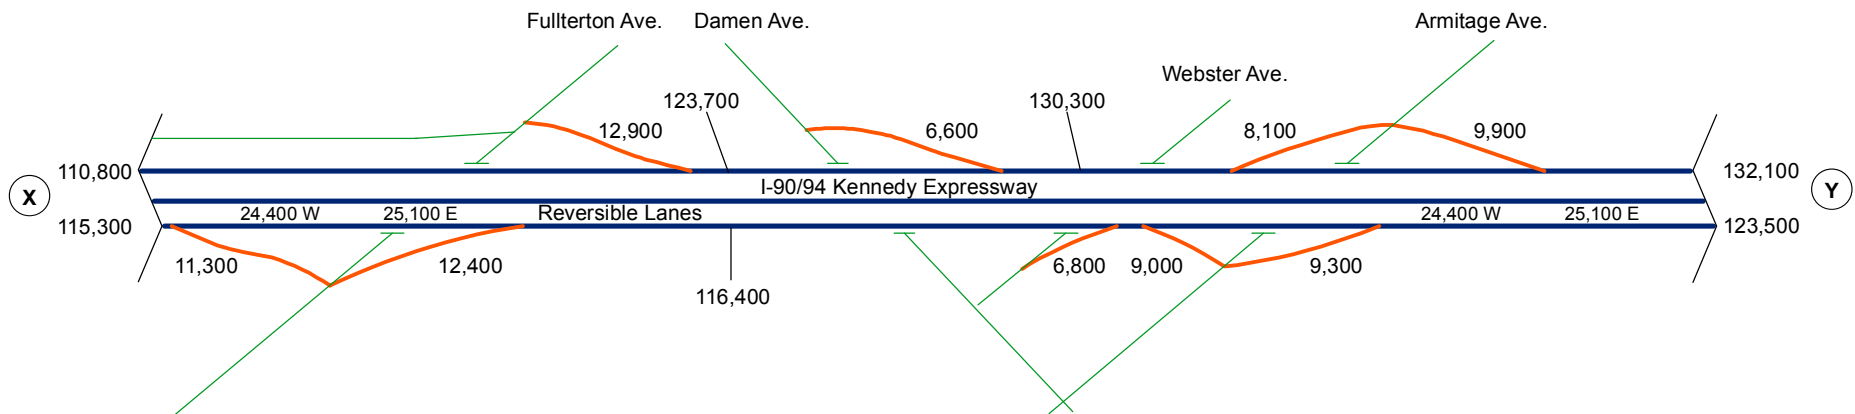 Fullterton Ave.
Damen Ave.
Armitage Ave.
Webster Ave.
123,700
130,300
12,900
6,600
8,100
9,900
X
110,800
132,100
Y
I-90/94 Kennedy Expressway
24,400 W
25,100 E
Reversible Lanes
24,400 W
25,100 E
115,300
123,500
11,300
12,400
6,800
9,000
9,300
116,400